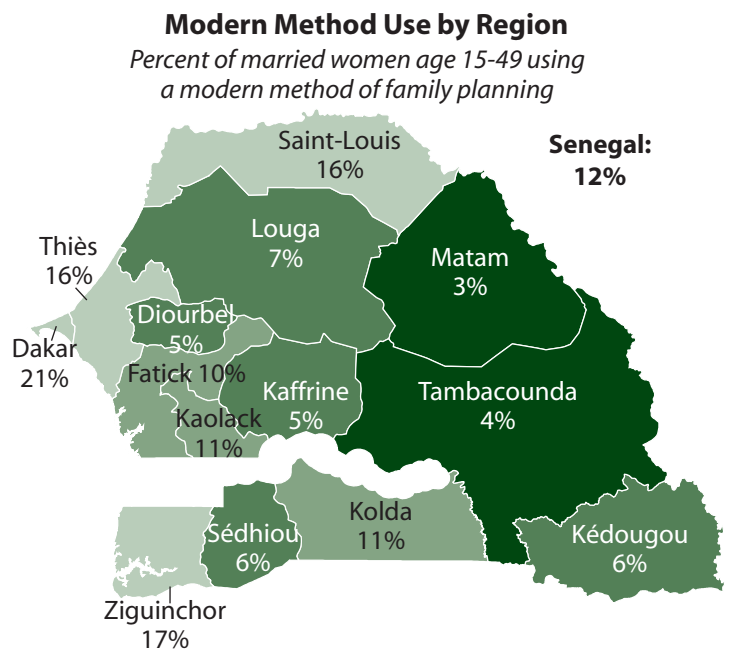 Modern Method Use by Region
Percent of married women age 15-49 using
a modern method of family planning
Saint-Louis
16%
Senegal:
12%
Louga
7%
Matam
3%
Thiès
16%
Diourbel
5%
Dakar
21%
Fatick 10%
Kaffrine
5%
Tambacounda
4%
Kaolack
11%
Kolda
11%
Sédhiou
6%
Kédougou
6%
Ziguinchor
17%